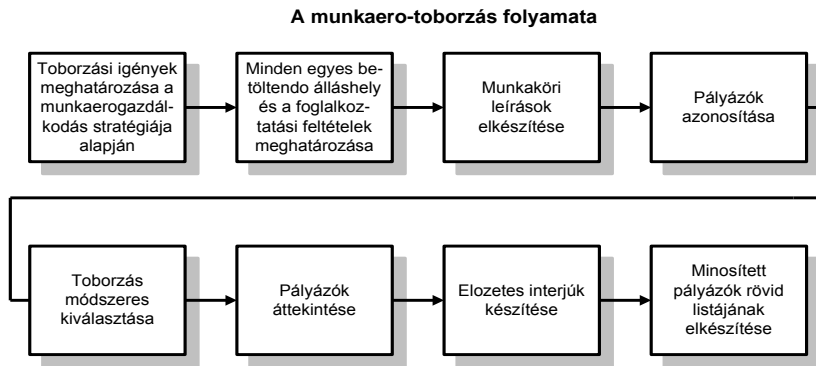 A munkaero-toborzás folyamata
Toborzási igények
meghatározása a
munkaerogazdál-
kodás stratégiája
alapján
Minden egyes be-
töltendo álláshely
és a foglalkoz-
tatási feltételek
meghatározása
Munkaköri
leírások
elkészítése
Pályázók
azonosítása
Toborzás
módszeres
kiválasztása
Pályázók
áttekintése
Elozetes interjúk
készítése
Minosített
pályázók rövid
listájának
elkészítése